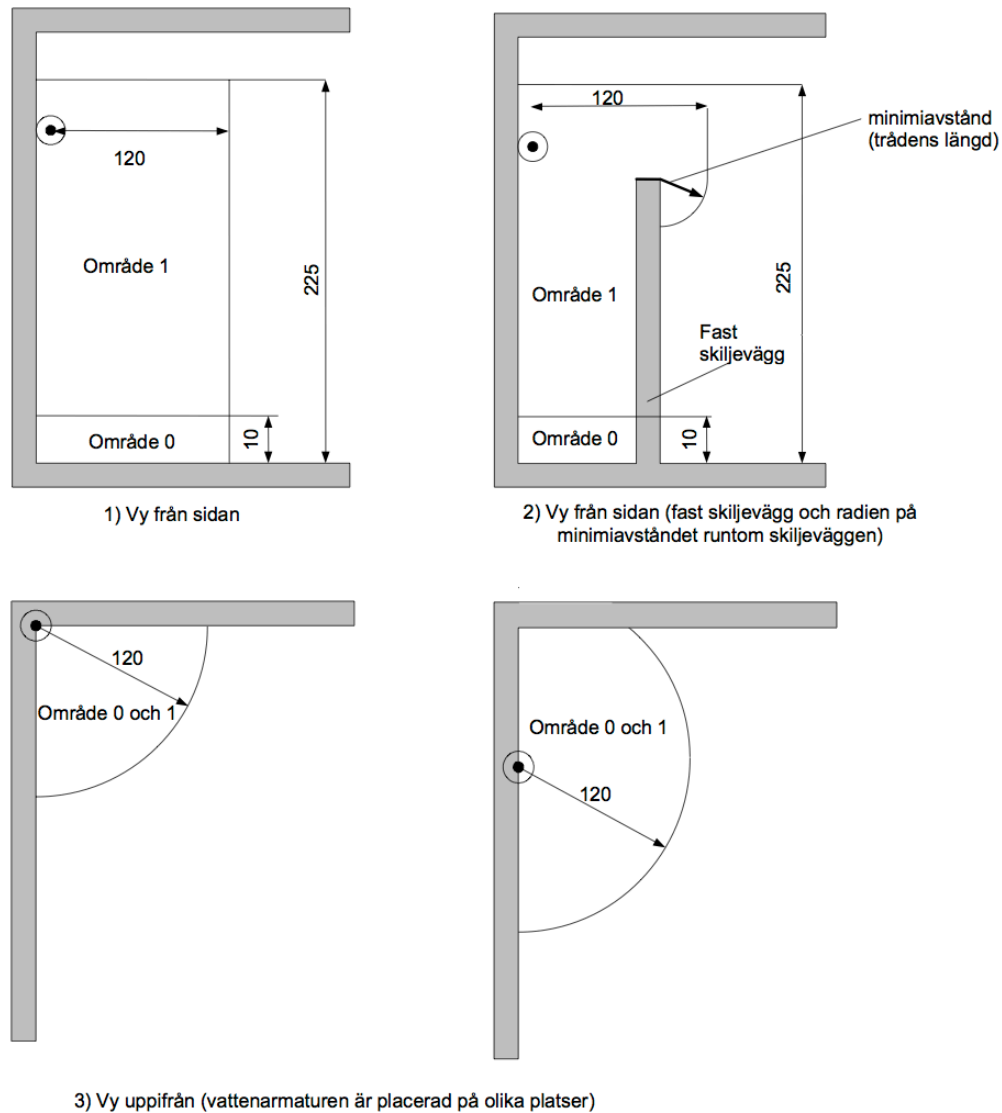 120
Område 1
225
Område 0
10
1) Vy från sidan
120
minimiavstånd
(trådens längd)
Område 1
225
Fast
skiljevägg
Område 0
10
2) Vy från sidan (fast skiljevägg och radien på
minimiavståndet runtom skiljeväggen)
120
Område 0 och 1
Område 0 och 1
120
3) Vy uppifrån (vattenarmaturen är placerad på olika platser)